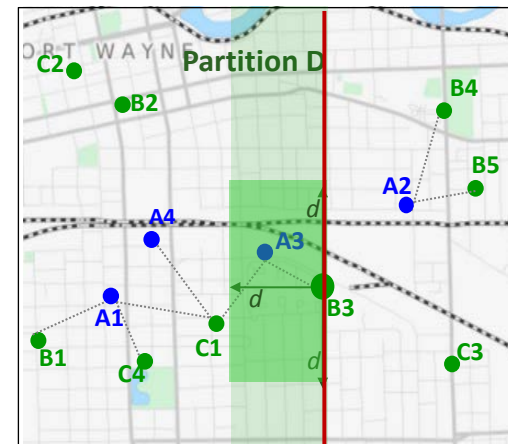 ORT WAYNE
Partition D
C2
B2
B4
B5
A2
A4
d
A3
d
B3
A1
C1
B1
C4
d
C3